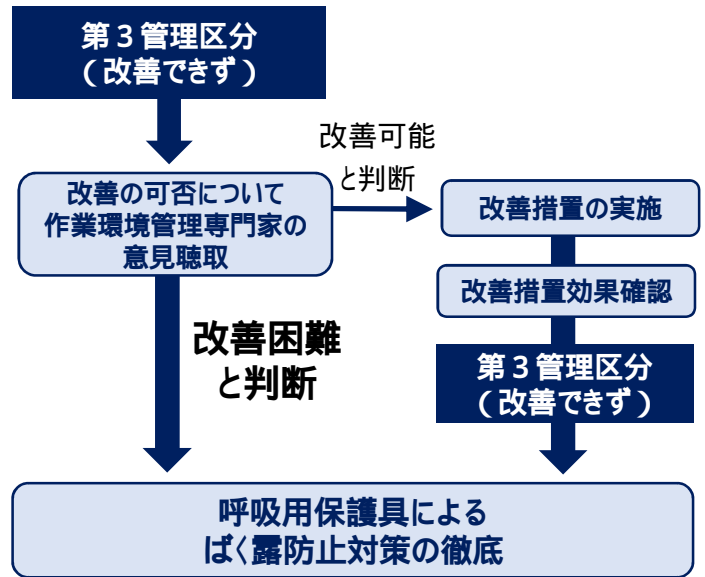 第３管理区分
（改善できず）
改善可能
と判断
改善の可否について
作業環境管理専門家の
意見聴取
改善措置の実施
改善措置効果確認
改善困難
と判断
第３管理区分
（改善できず）
呼吸用保護具による
ばく露防止対策の徹底